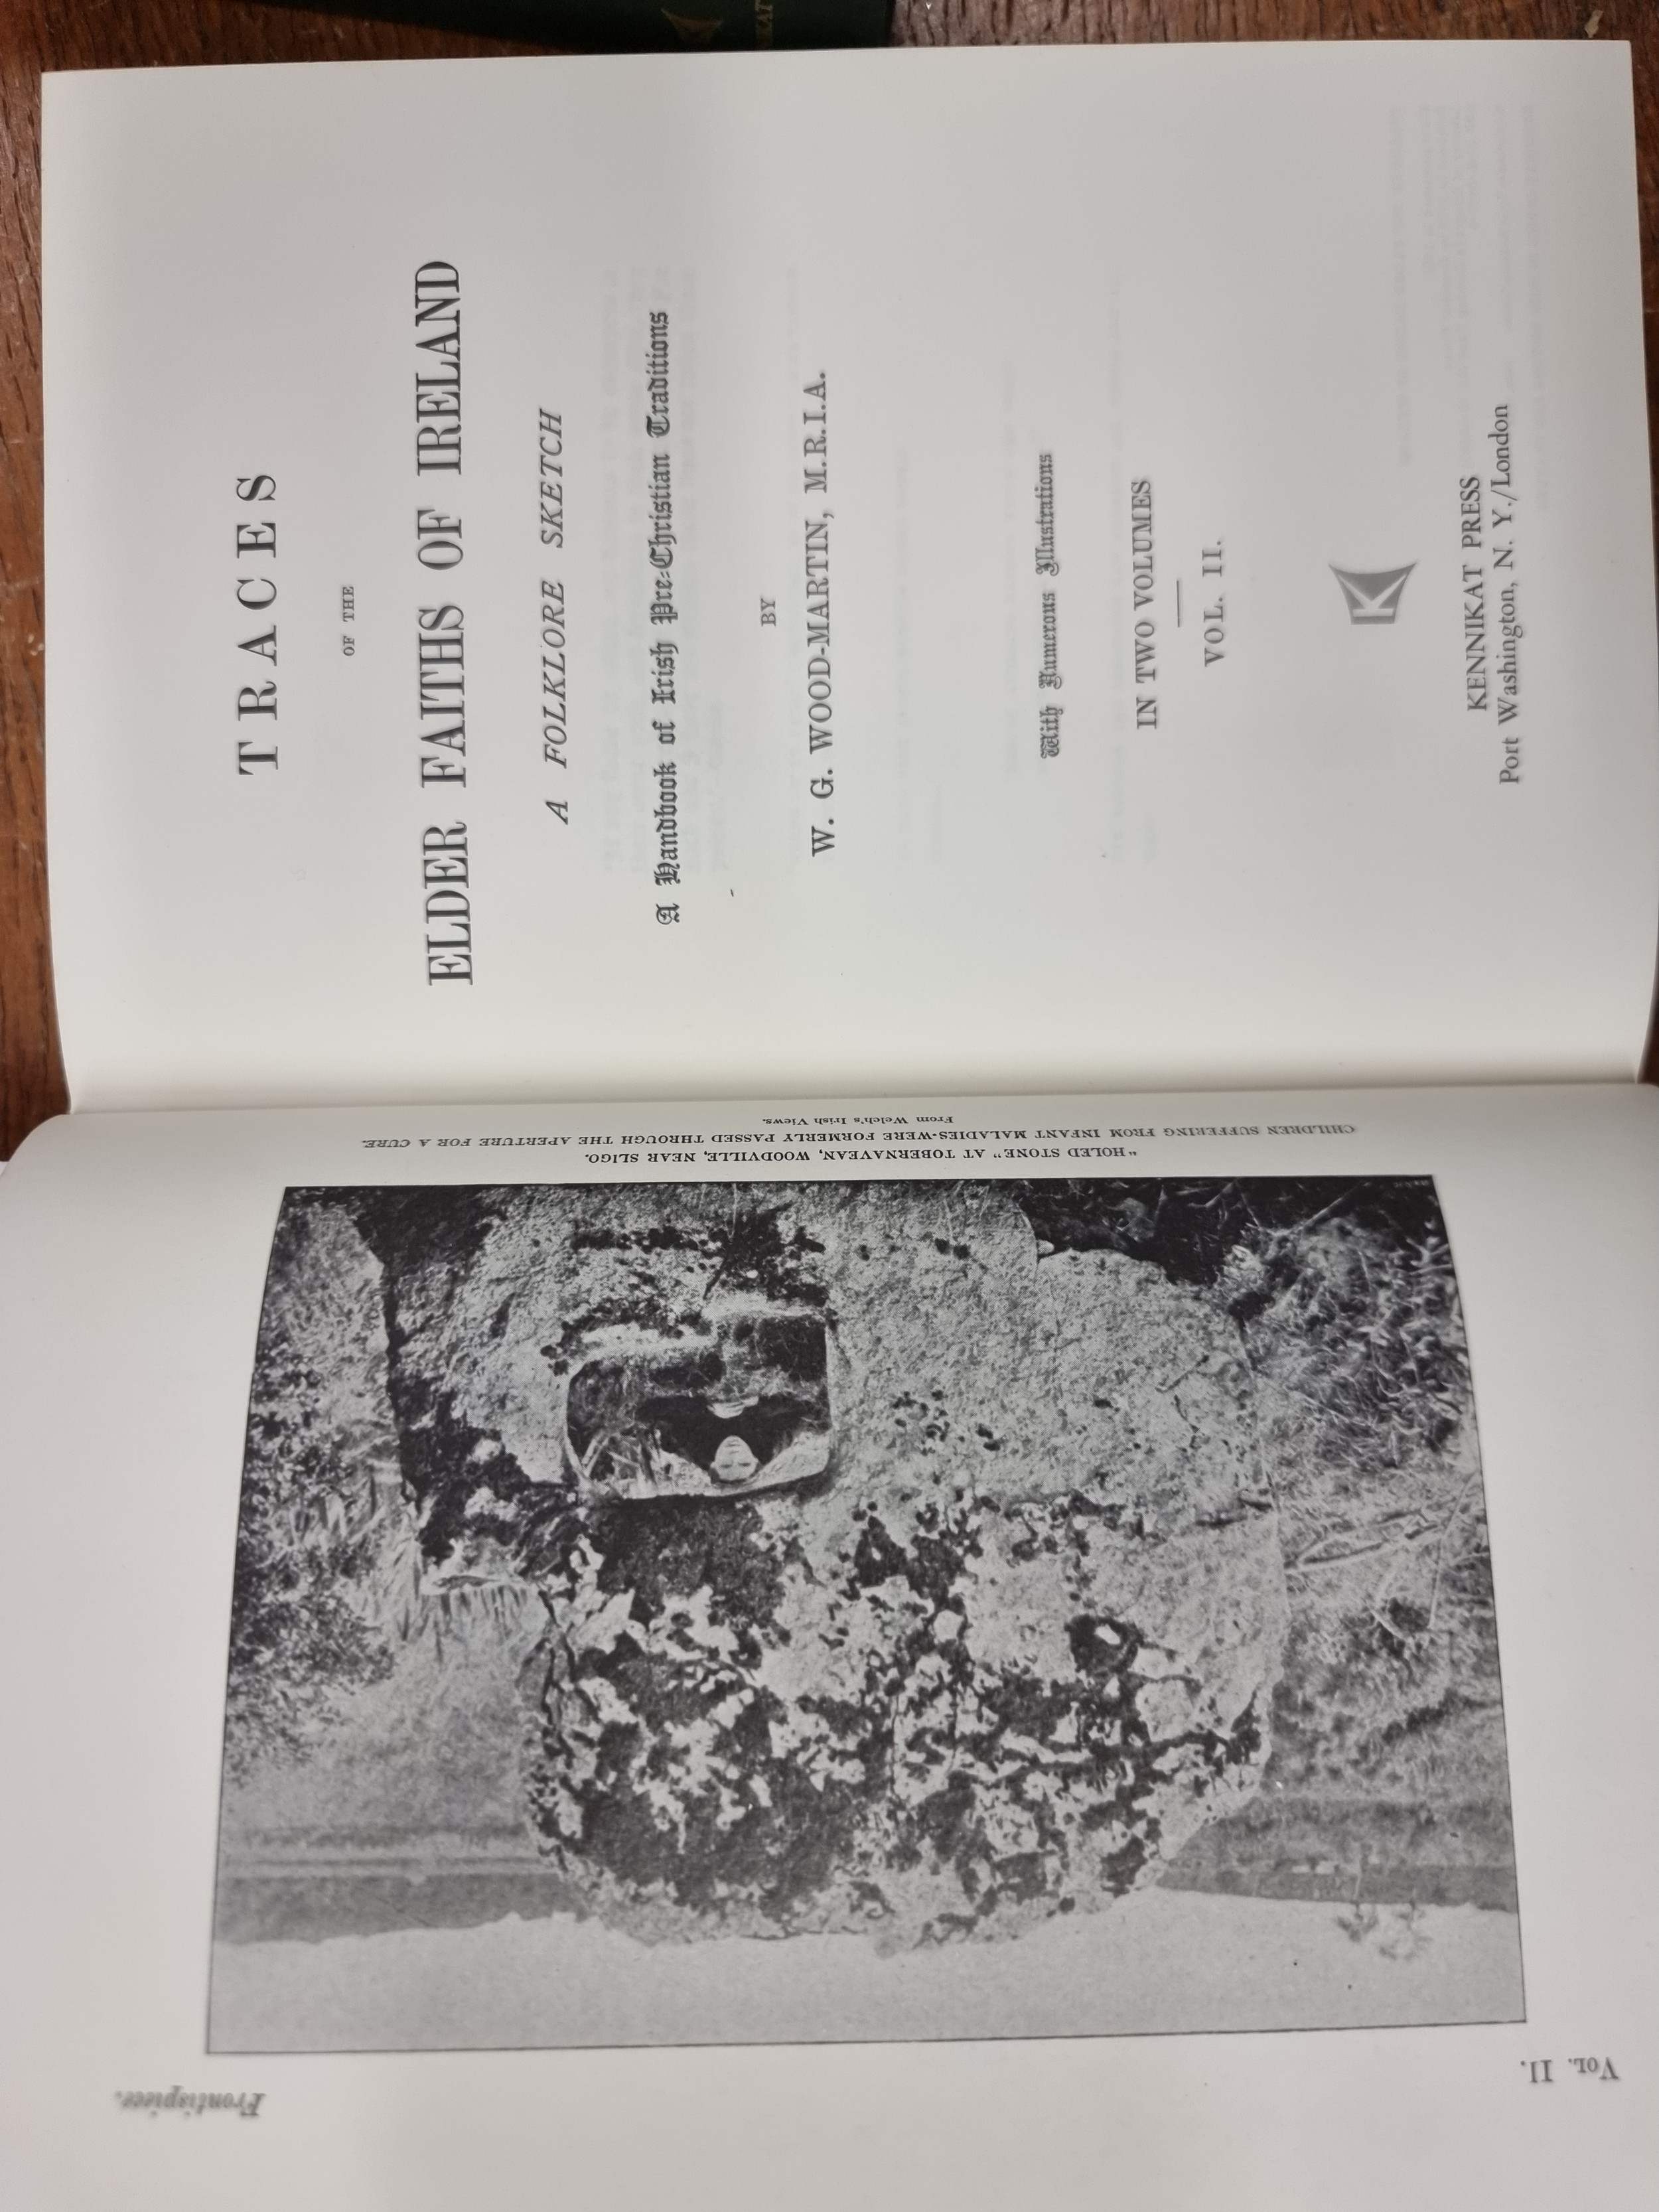 Vol. II.
Frontispiece.
"HOLED STONE" AT TOBERNAVEAN, WOODVILLE, NEAR SLIGO.
CHILDREN SUFFERING FROM INFANT MALADIES WERE FORMERLY PASSED THROUGH THE APERTURE FOR A CURE.
From Welch's Irish Views.
TRACES
OF THE
ELDER FAITHS OF IRELAND
A FOLKLORE SKETCH
A Handbook of Irish Pre-Christian Traditions
BY
W. G. WOOD-MARTIN, M.R.I.A.
With Numerous Illustrations
IN TWO VOLUMES
VOL. II.
K
KENNIKAT PRESS
Port Washington, N. Y./London